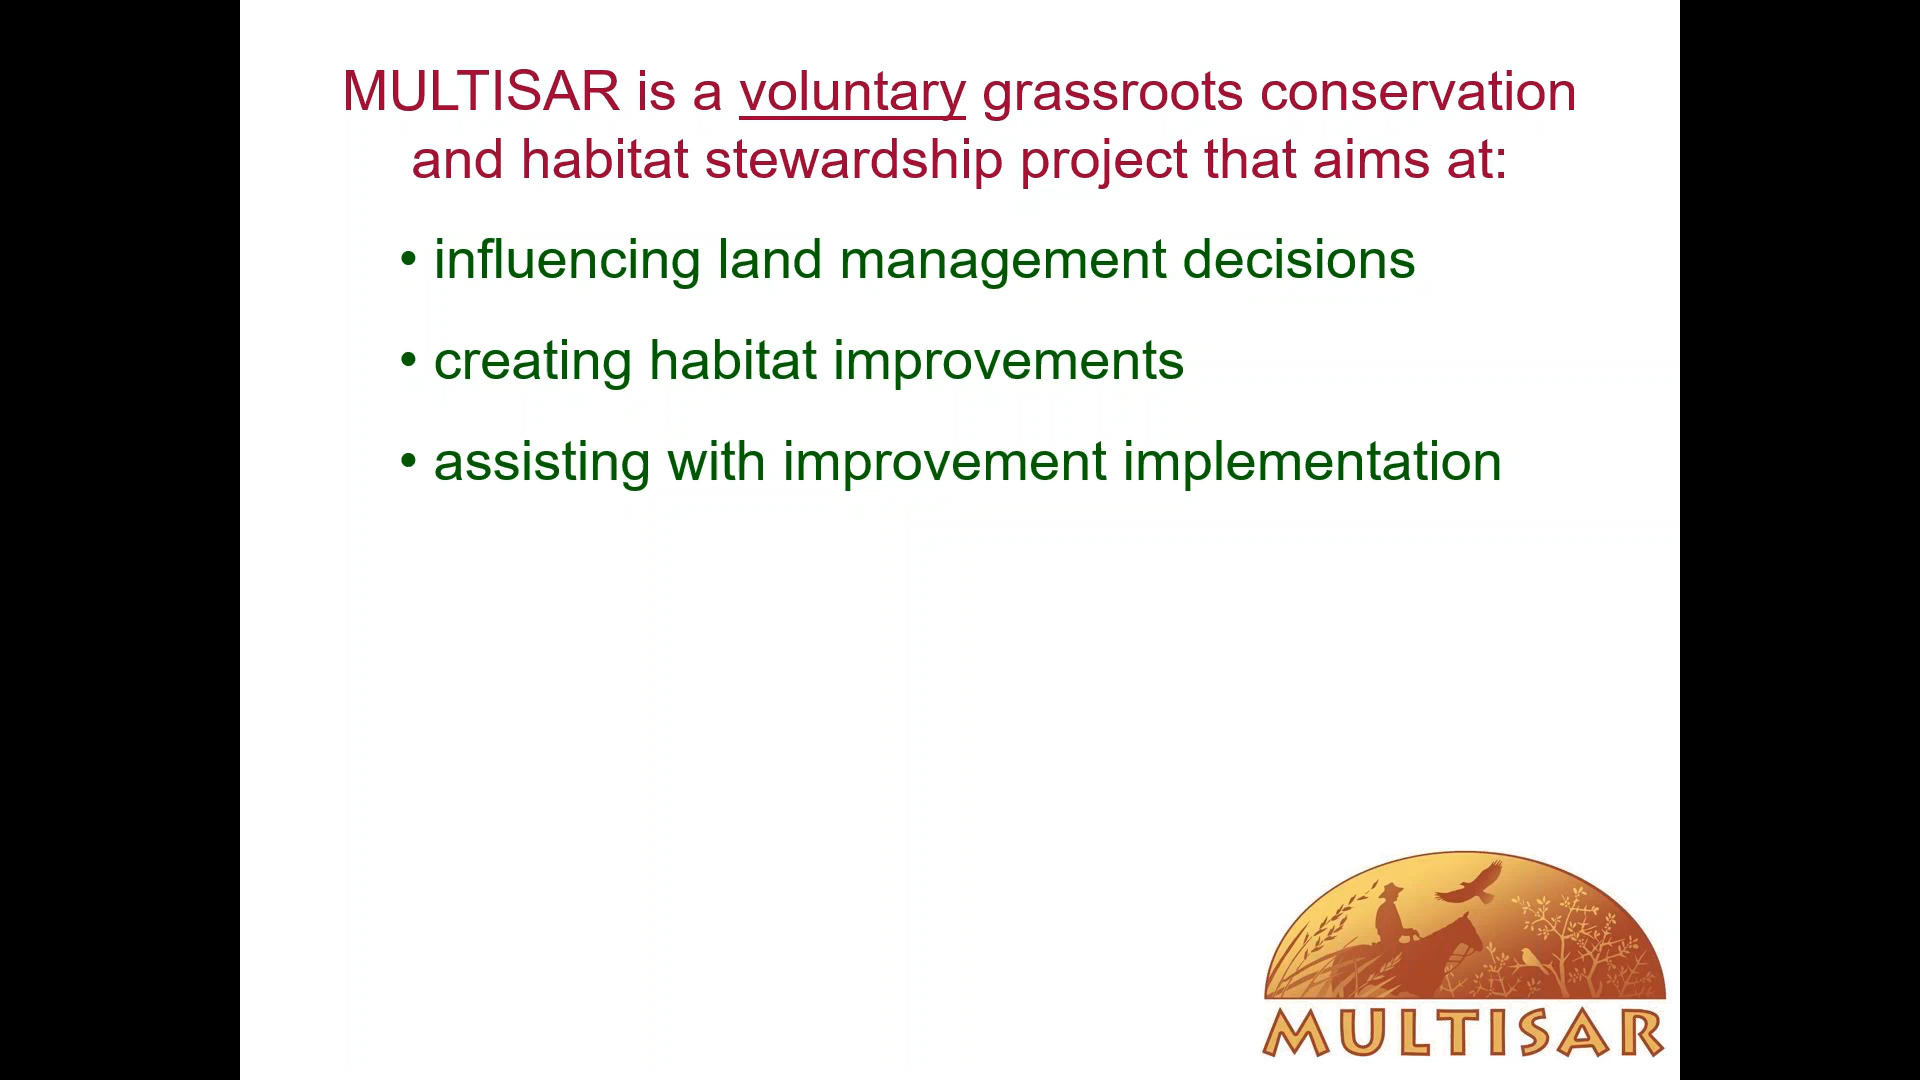 MULTISAR is a voluntary grassroots conservation
and habitat stewardship project that aims at:
• influencing land management decisions
• creating habitat improvements
• assisting with improvement implementation
MULTISAR